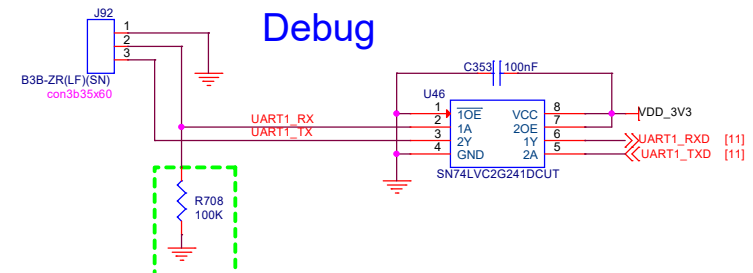 Debug
J92
1
2
3
B3B-ZR(LF)(SN)
con3b35x60
C353 100nF
U46
UART1_RX
UART1_TX
1 1OE VCC 8
2 1A 2OE 7
3 2Y 1Y 6
4 GND 2A 5
SN74LVC2G241DCUT
VDD_3V3
UART1_RXD [11]
UART1_TXD [11]
R708
100K